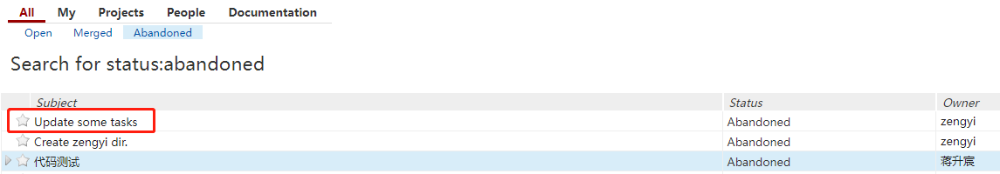 All My Projects People Documentation
Open Merged Abandoned
Search for status:abandoned
Subject Status Owner
Update some tasks Abandoned zengyi
Create zengyi dir. Abandoned zengyi
代码测试 Abandoned 蒋升宸